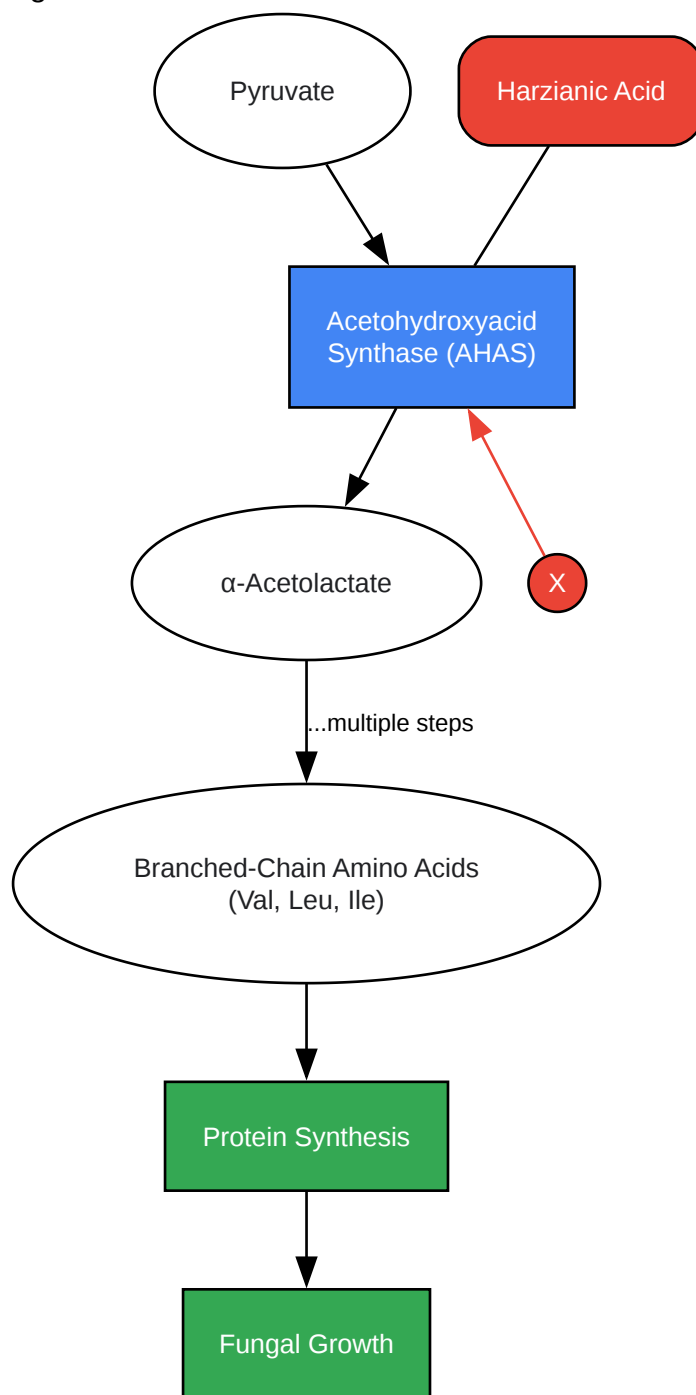 Pyruvate
Harzianic Acid
Acetohydroxyacid
Synthase (AHAS)
α-Acetolactate
X
...multiple steps
Branched-Chain Amino Acids
(Val, Leu, Ile)
Protein Synthesis
Fungal Growth